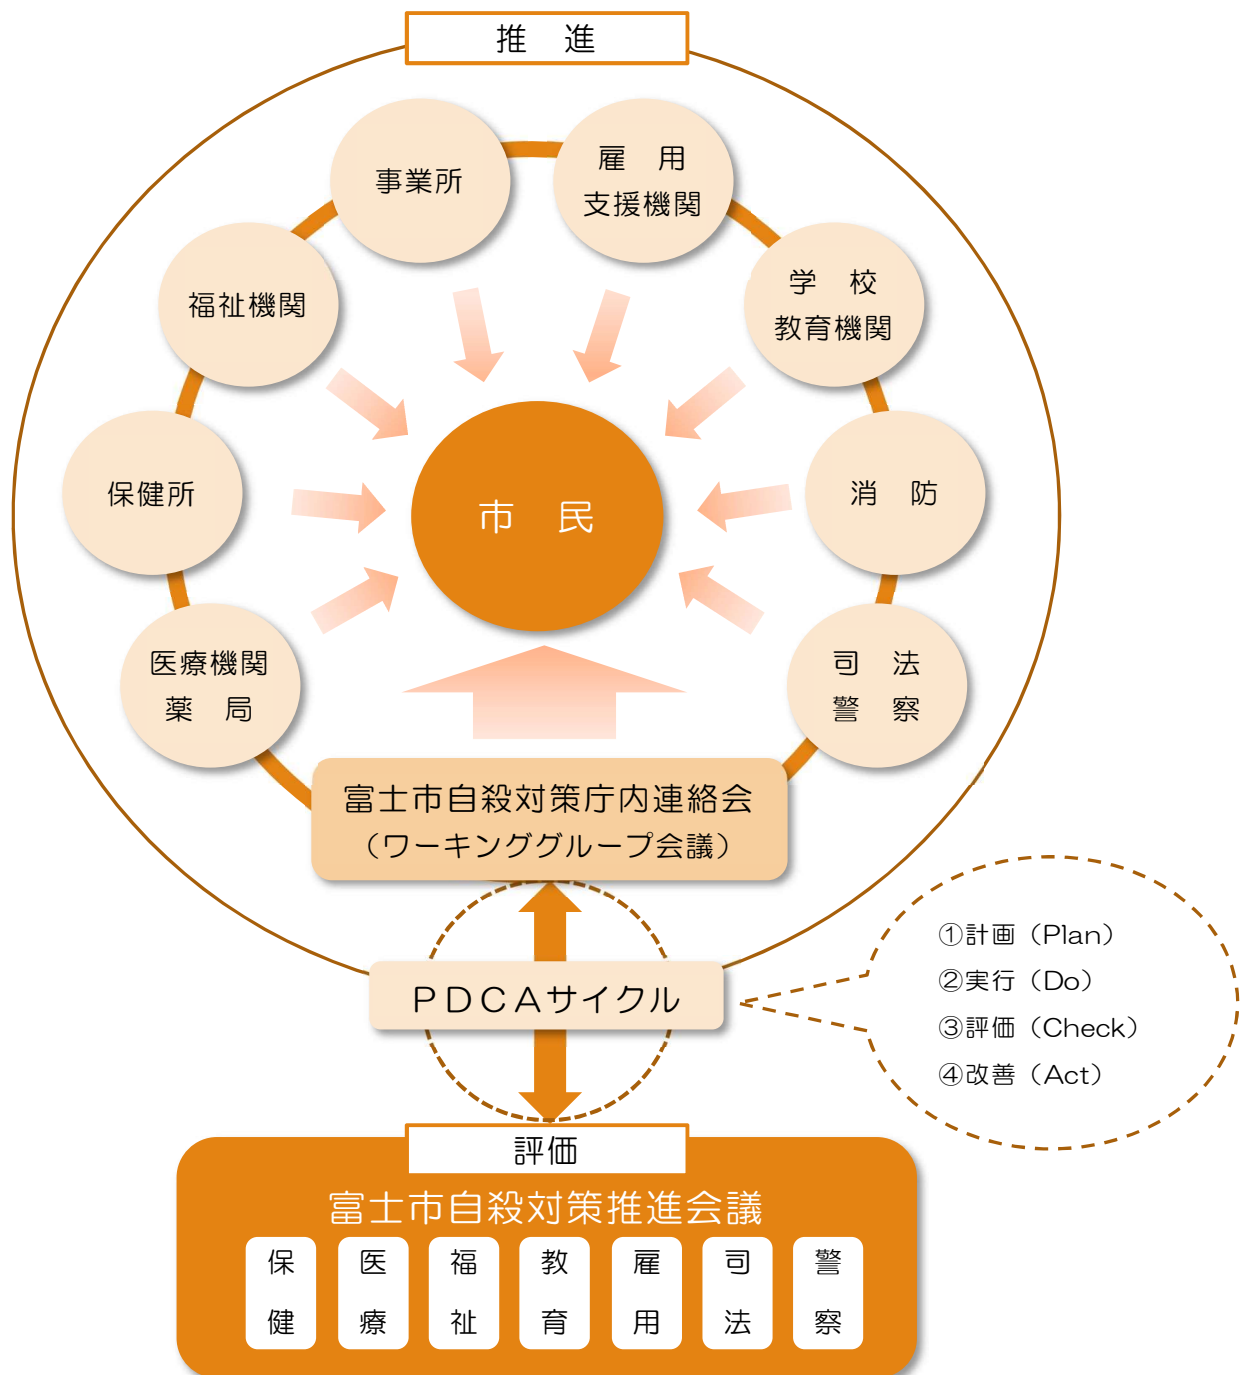 推　進
事業所
雇　用
支援機関
福祉機関
学　校
教育機関
保健所
市　民
消　防
医療機関
薬　局
司　法
警　察
富士市自殺対策庁内連絡会
（ワーキンググループ会議）
ＰＤＣＡサイクル
①計画（Plan）
②実行（Do）
③評価（Check）
④改善（Act）
評価
富士市自殺対策推進会議
保健
医療
福祉
教育
雇用
司法
警察